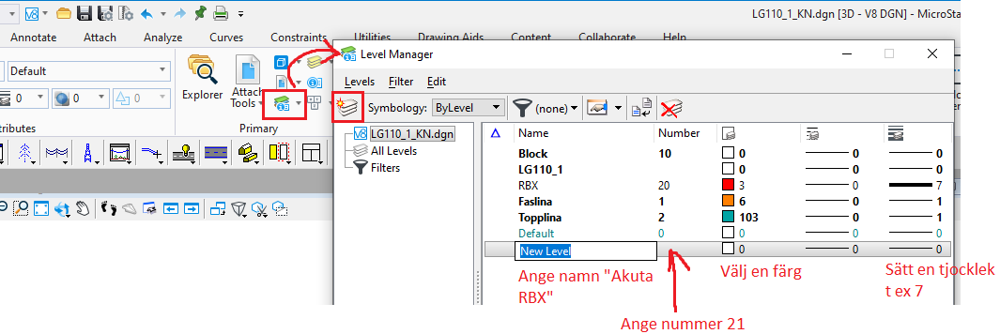 LG110_1_KN.dgn [3D - V8 DGN] - MicroSta
Annotate Attach Analyze Curves Constraints Utilities Drawing Aids Content Collaborate Help
Default
0 0 0
Explorer
Attach
Tools
ributes
Primary
Level Manager
Levels Filter Edit
Symbology: ByLevel (none)
LG110_1_KN.dgn
All Levels
Filters
Name Number
Block 10 0 0 0
LG110_1 0 0 0
RBX 20 3 0 7
Faslina 1 6 0 1
Topplina 2 103 0 1
Default 0 0 0 0
New Level 0 0 0
Ange namn "Akuta
RBX"
Välj en färg
Sätt en tjocklek
t ex 7
Ange nummer 21